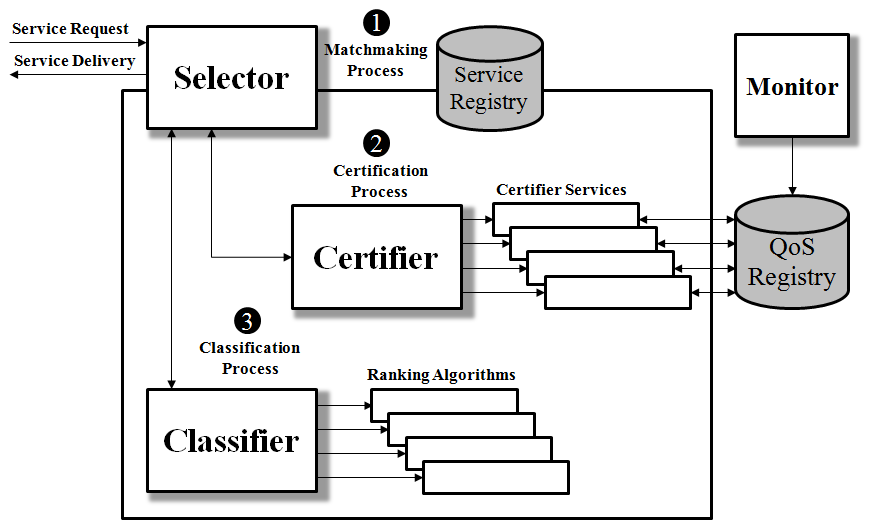 Service Request
Service Delivery
Selector
1
Matchmaking
Process
Service
Registry
Monitor
2
Certification
Process
Certifier Services
Certifier
QoS
Registry
3
Classification
Process
Ranking Algorithms
Classifier